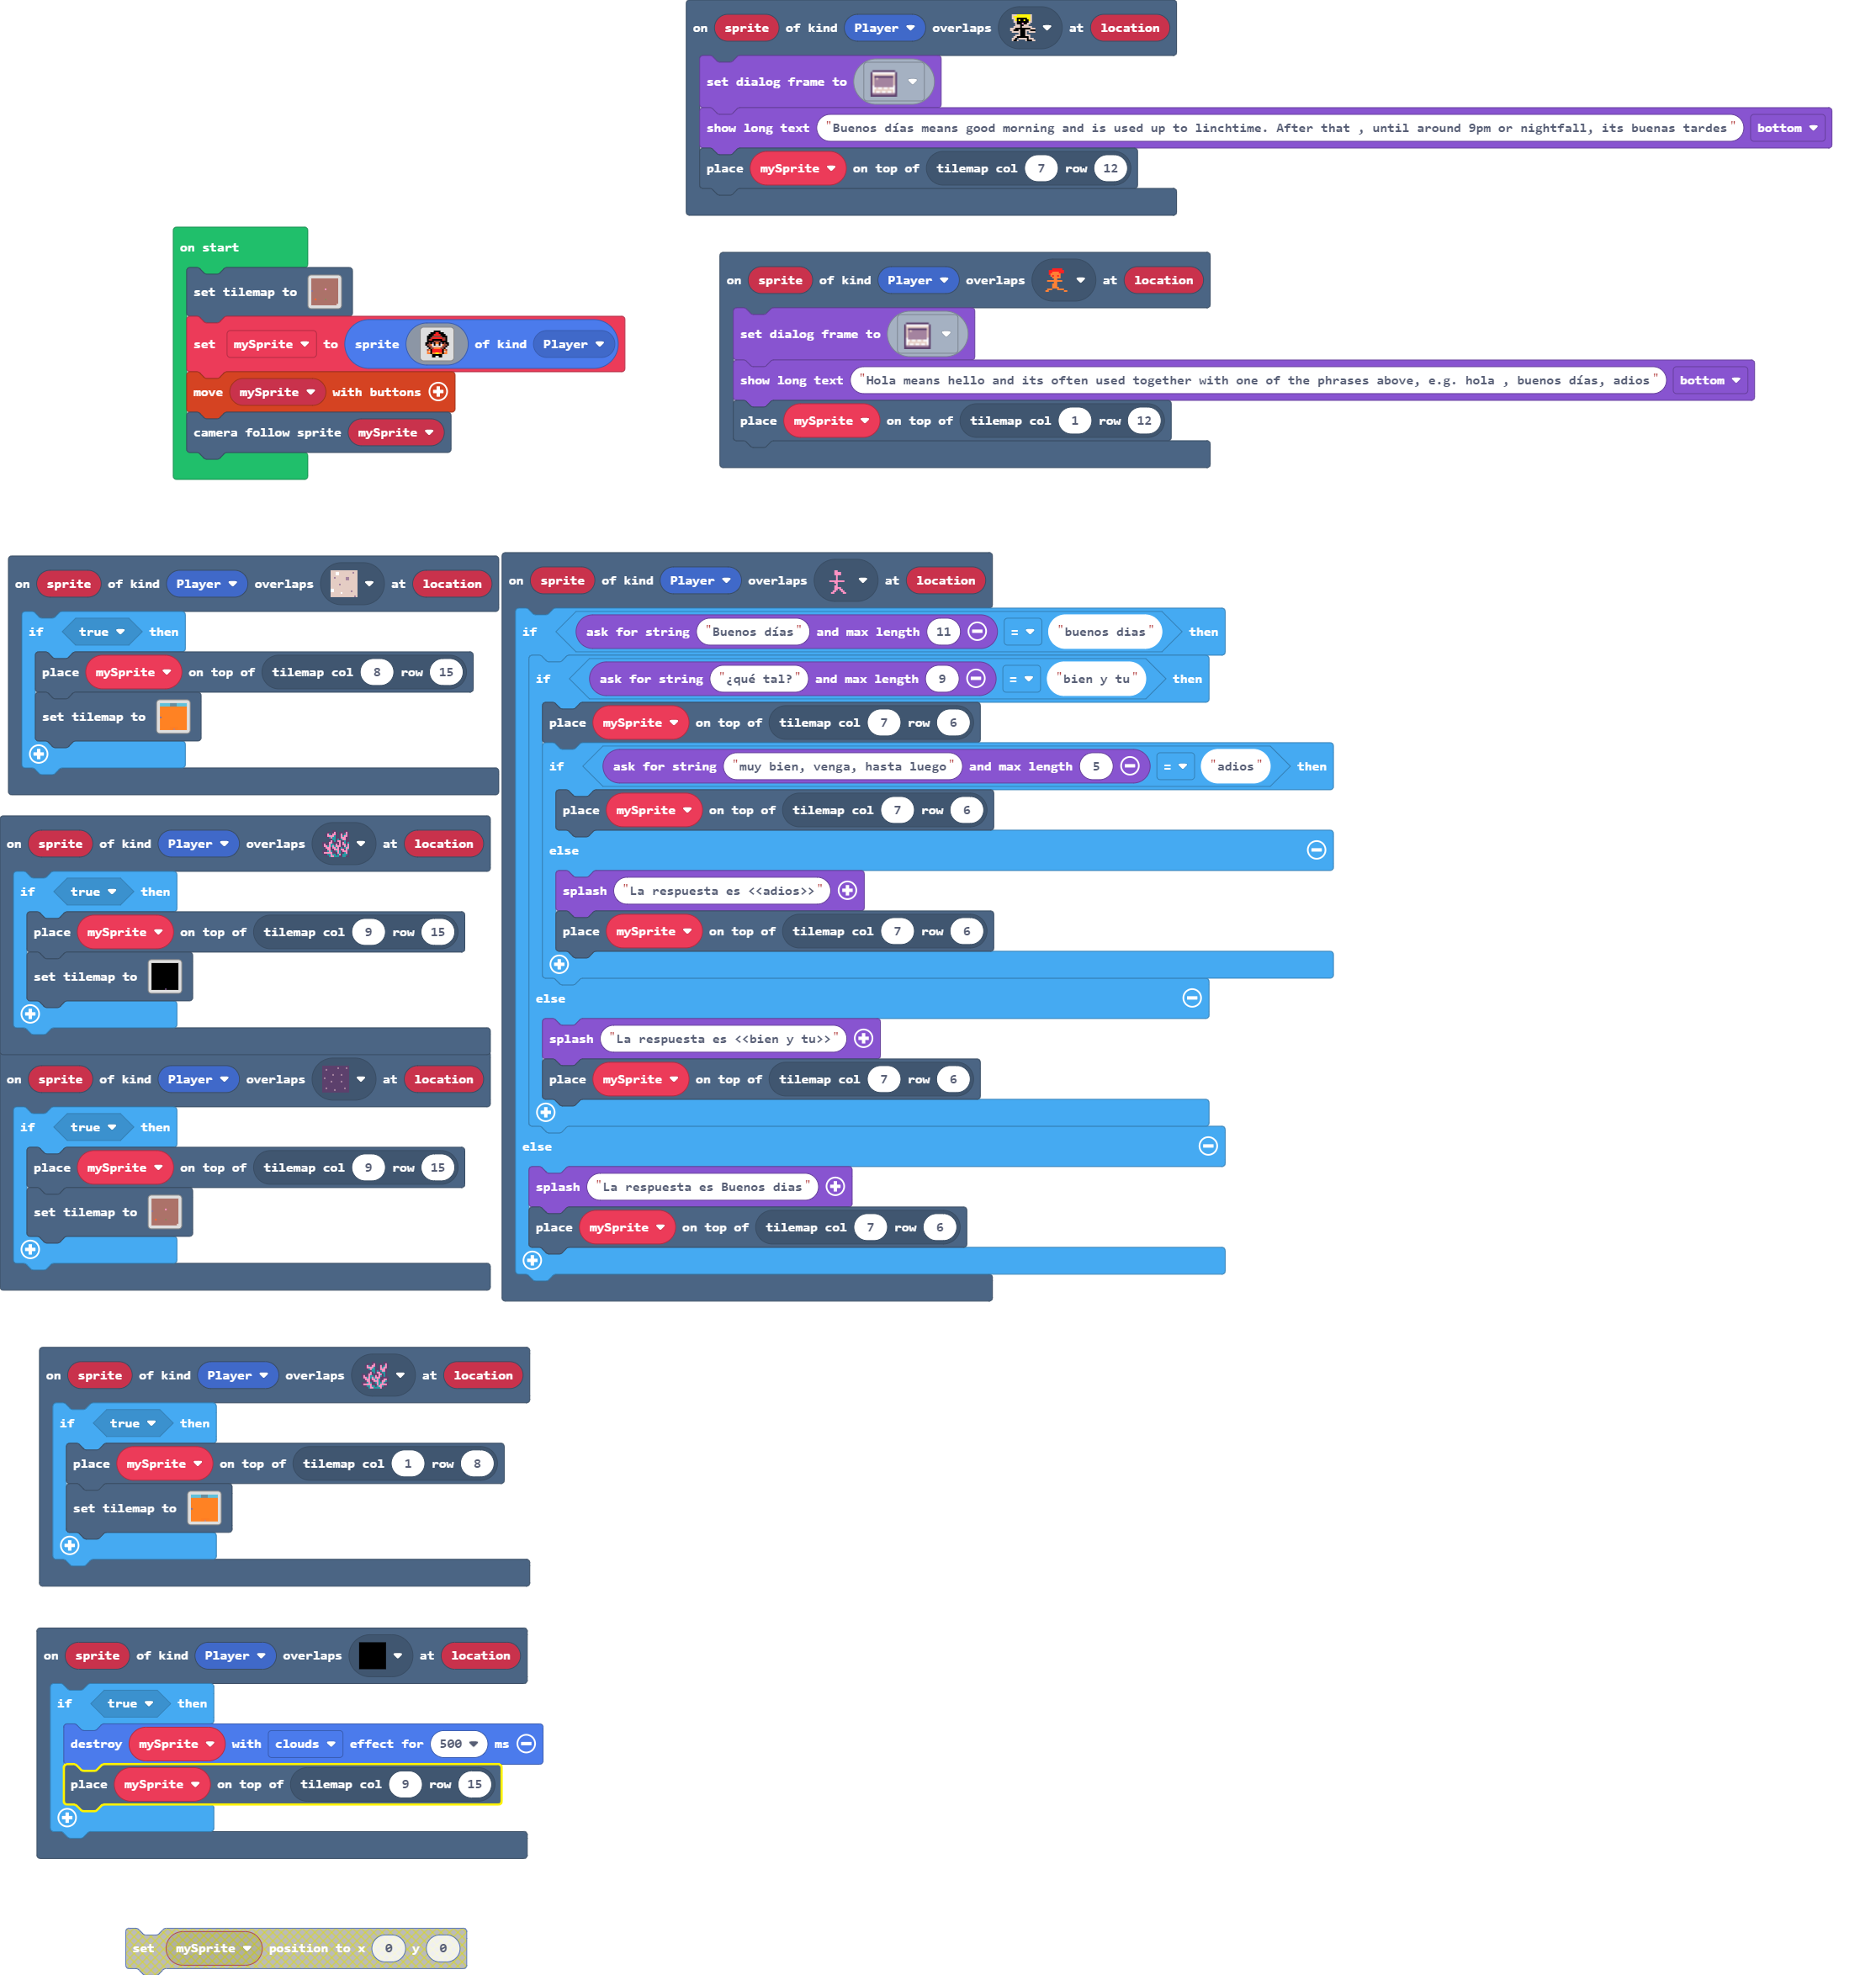 on sprite of kind Player overlaps at location
set dialog frame to
show long text "Buenos días means good morning and is used up to linchtime. After that , until around 9pm or nightfall, its buenas tardes" bottom
place mySprite on top of tilemap col 7 row 12
on start
set tilemap to
set mySprite to sprite of kind Player
move mySprite with buttons
camera follow sprite mySprite
on sprite of kind Player overlaps at location
set dialog frame to
show long text "Hola means hello and its often used together with one of the phrases above, e.g. hola , buenos días, adios" bottom
place mySprite on top of tilemap col 1 row 12
on sprite of kind Player overlaps at location
if true then
place mySprite on top of tilemap col 8 row 15
set tilemap to
on sprite of kind Player overlaps at location
if true then
place mySprite on top of tilemap col 9 row 15
set tilemap to
on sprite of kind Player overlaps at location
if true then
place mySprite on top of tilemap col 9 row 15
set tilemap to
on sprite of kind Player overlaps at location
if ask for string "Buenos días" and max length 11 = "buenos dias" then
if ask for string "¿qué tal?" and max length 9 = "bien y tu" then
place mySprite on top of tilemap col 7 row 6
if ask for string "muy bien, venga, hasta luego" and max length 5 = "adios" then
place mySprite on top of tilemap col 7 row 6
else
splash "La respuesta es <<adios>>"
place mySprite on top of tilemap col 7 row 6
else
splash "La respuesta es <<bien y tu>>"
place mySprite on top of tilemap col 7 row 6
else
splash "La respuesta es Buenos dias"
place mySprite on top of tilemap col 7 row 6
on sprite of kind Player overlaps at location
if true then
place mySprite on top of tilemap col 1 row 8
set tilemap to
on sprite of kind Player overlaps at location
if true then
destroy mySprite with clouds effect for 500 ms
place mySprite on top of tilemap col 9 row 15
set mySprite position to x 0 y 0